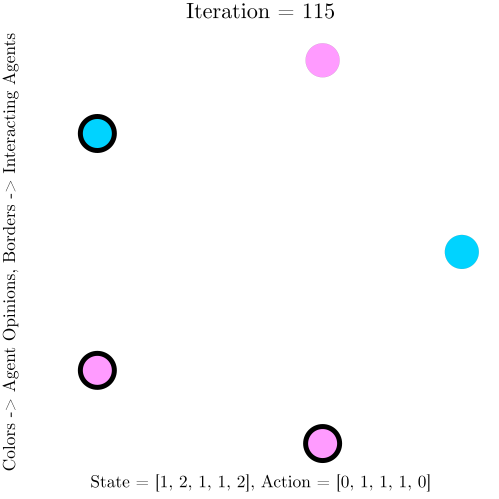 Iteration = 115
Colors -> Agent Opinions, Borders -> Interacting Agents
State = [1, 2, 1, 1, 2], Action = [0, 1, 1, 1, 0]